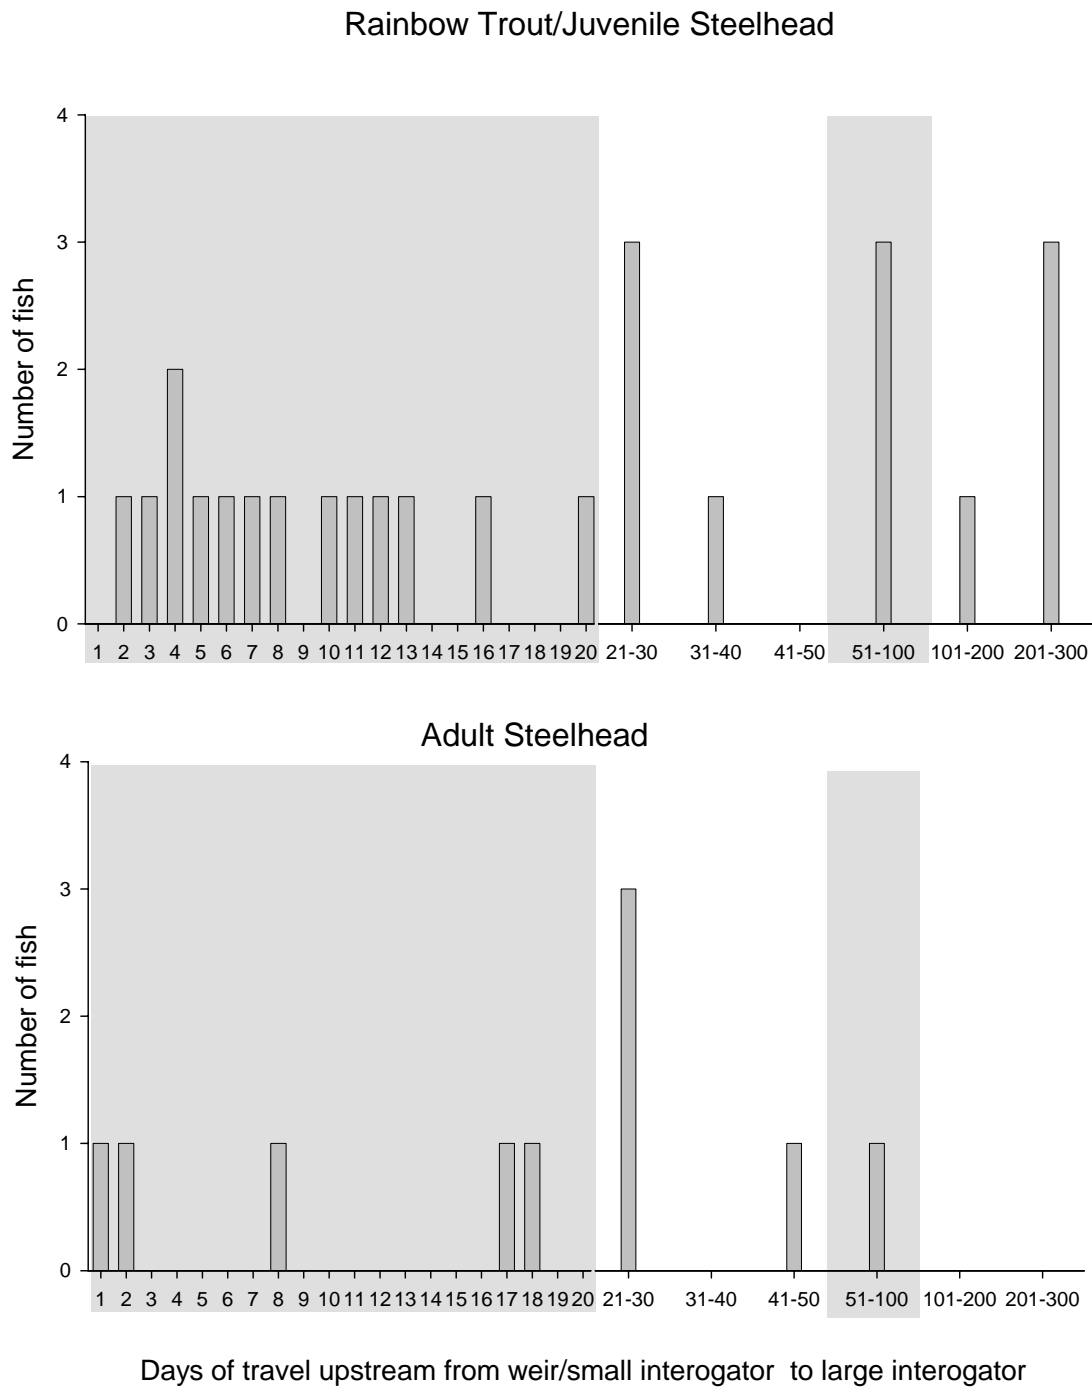 Rainbow Trout/Juvenile Steelhead
Number of fish
4
3
2
1
0
1 2 3 4 5 6 7 8 9 10 11 12 13 14 15 16 17 18 19 20 21-30 31-40 41-50 51-100 101-200 201-300
Adult Steelhead
Number of fish
4
3
2
1
0
1 2 3 4 5 6 7 8 9 10 11 12 13 14 15 16 17 18 19 20 21-30 31-40 41-50 51-100 101-200 201-300
Days of travel upstream from weir/small interogator to large interogator